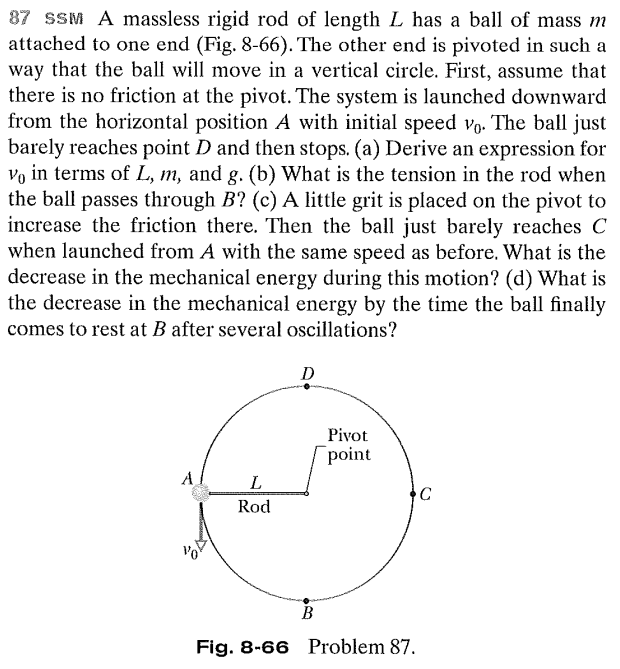 87 SSM A massless rigid rod of length L has a ball of mass m
attached to one end (Fig. 8-66). The other end is pivoted in such a
way that the ball will move in a vertical circle. First, assume that
there is no friction at the pivot. The system is launched downward
from the horizontal position A with initial speed v₀. The ball just
barely reaches point D and then stops. (a) Derive an expression for
v₀ in terms of L, m, and g. (b) What is the tension in the rod when
the ball passes through B? (c) A little grit is placed on the pivot to
increase the friction there. Then the ball just barely reaches C
when launched from A with the same speed as before. What is the
decrease in the mechanical energy during this motion? (d) What is
the decrease in the mechanical energy by the time the ball finally
comes to rest at B after several oscillations?
D
Pivot
point
A
L
C
Rod
v₀
B
Fig. 8-66 Problem 87.